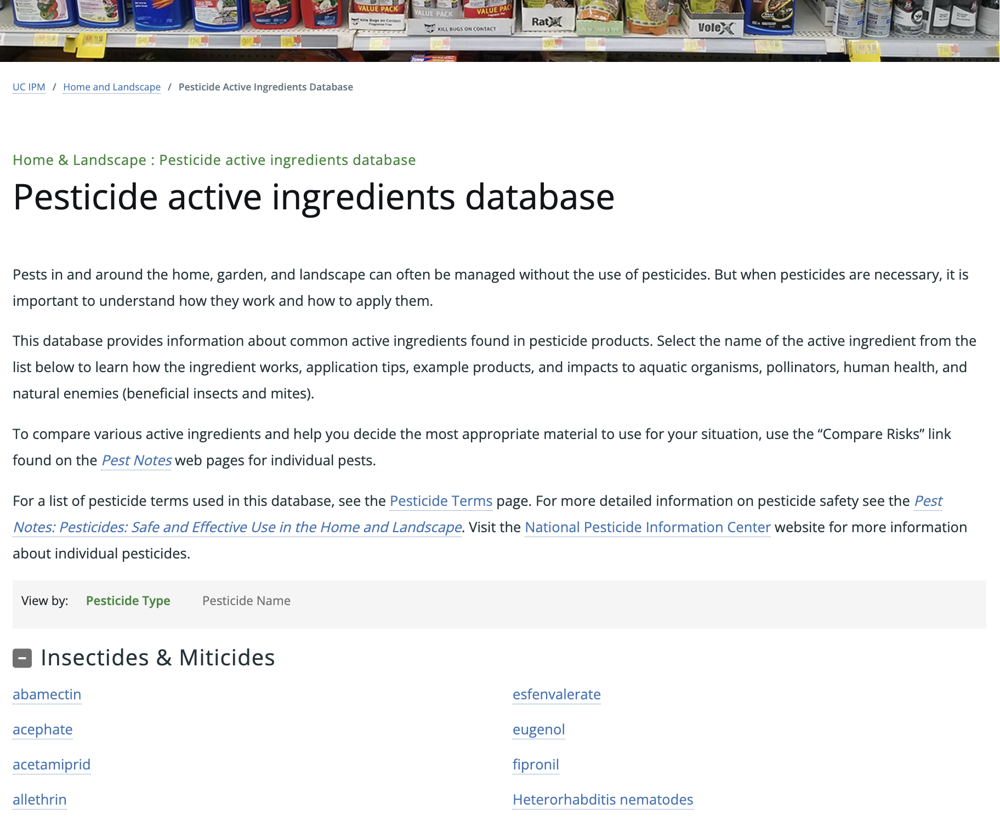 VALUE PACK
VALUE PACK
VALUE PAC
Kills Bugs on Contact
Fragrance Free
KILL BUGS ON CONTACT
RatX
VoleX
UC IPM / Home and Landscape / Pesticide Active Ingredients Database
Home & Landscape : Pesticide active ingredients database
Pesticide active ingredients database
Pests in and around the home, garden, and landscape can often be managed without the use of pesticides. But when pesticides are necessary, it is
important to understand how they work and how to apply them.
This database provides information about common active ingredients found in pesticide products. Select the name of the active ingredient from the
list below to learn how the ingredient works, application tips, example products, and impacts to aquatic organisms, pollinators, human health, and
natural enemies (beneficial insects and mites).
To compare various active ingredients and help you decide the most appropriate material to use for your situation, use the “Compare Risks” link
found on the Pest Notes web pages for individual pests.
For a list of pesticide terms used in this database, see the Pesticide Terms page. For more detailed information on pesticide safety see the Pest
Notes: Pesticides: Safe and Effective Use in the Home and Landscape. Visit the National Pesticide Information Center website for more information
about individual pesticides.
View by: Pesticide Type Pesticide Name
Insectides & Miticides
abamectin
acephate
acetamiprid
allethrin
esfenvalerate
eugenol
fipronil
Heterorhabditis nematodes